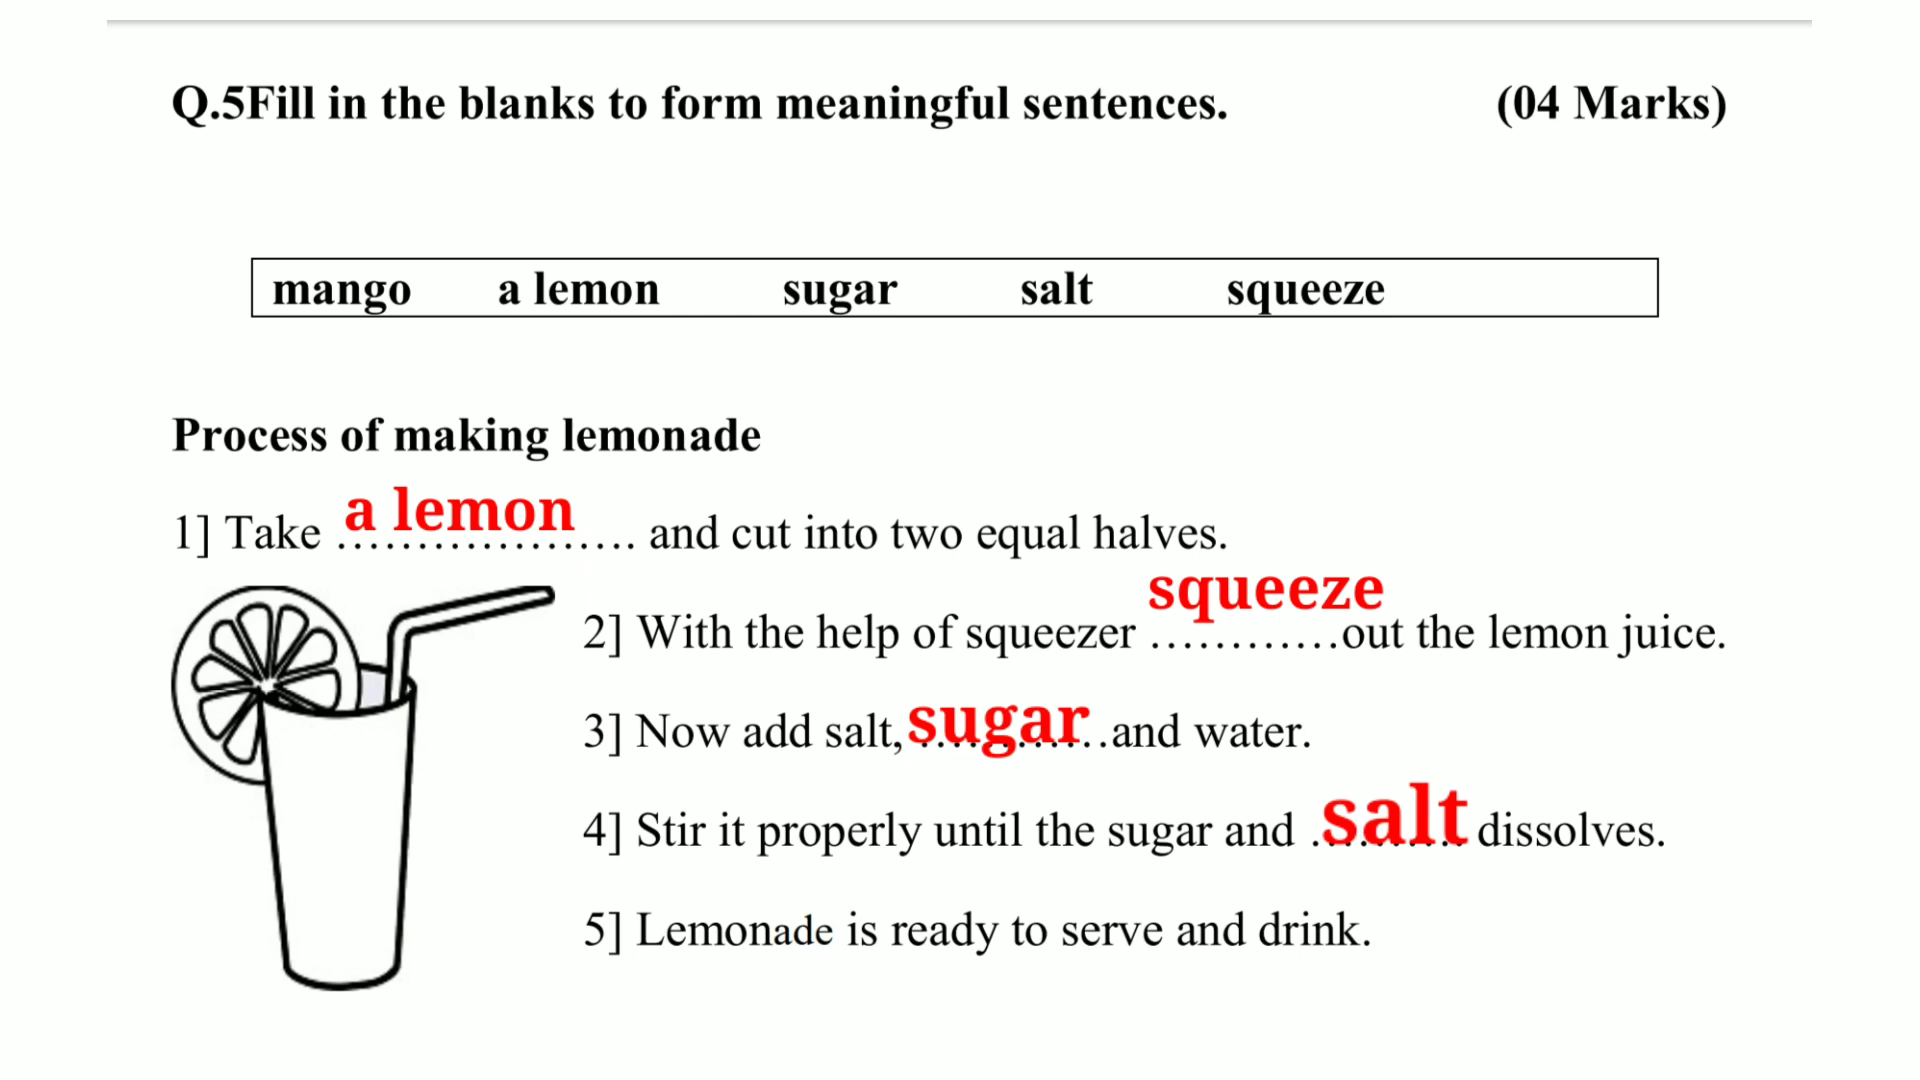 Q.5Fill in the blanks to form meaningful sentences. (04 Marks)
mango a lemon sugar salt squeeze
Process of making lemonade
1] Take a lemon ................... and cut into two equal halves.
2] With the help of squeezer squeeze ............out the lemon juice.
3] Now add salt, sugar ............and water.
4] Stir it properly until the sugar and salt .......... dissolves.
5] Lemonade is ready to serve and drink.